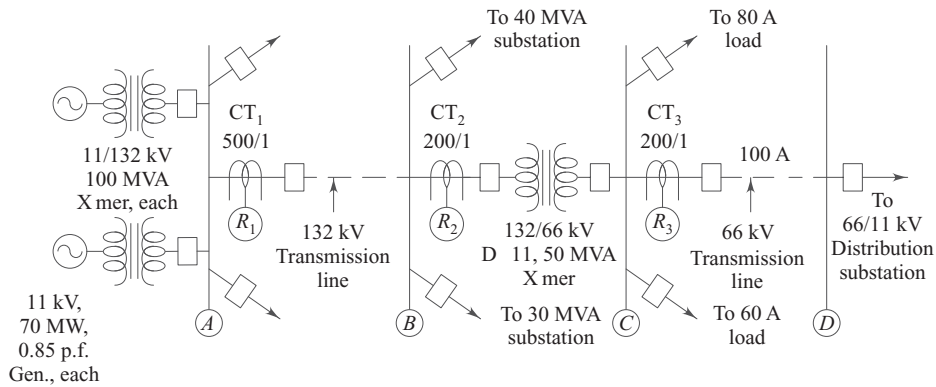 To 40 MVA
substation
To 80 A
load
CT1
500/1
CT2
200/1
CT3
200/1
100 A
11/132 kV
100 MVA
X mer, each
R1
R2
R3
132 kV
Transmission
line
132/66 kV
D 11, 50 MVA
X mer
66 kV
Transmission
line
To
66/11 kV
Distribution
substation
11 kV,
70 MW,
0.85 p.f.
Gen., each
A
B
To 30 MVA
substation
C
To 60 A
load
D